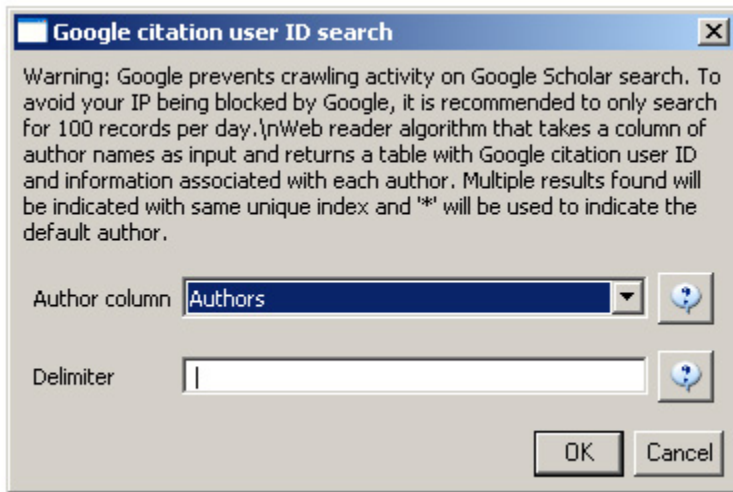 Google citation user ID search
Warning: Google prevents crawling activity on Google Scholar search. To
avoid your IP being blocked by Google, it is recommended to only search
for 100 records per day.\nWeb reader algorithm that takes a column of
author names as input and returns a table with Google citation user ID
and information associated with each author. Multiple results found will
be indicated with same unique index and '*' will be used to indicate the
default author.
Author column Authors
Delimiter |
OK Cancel